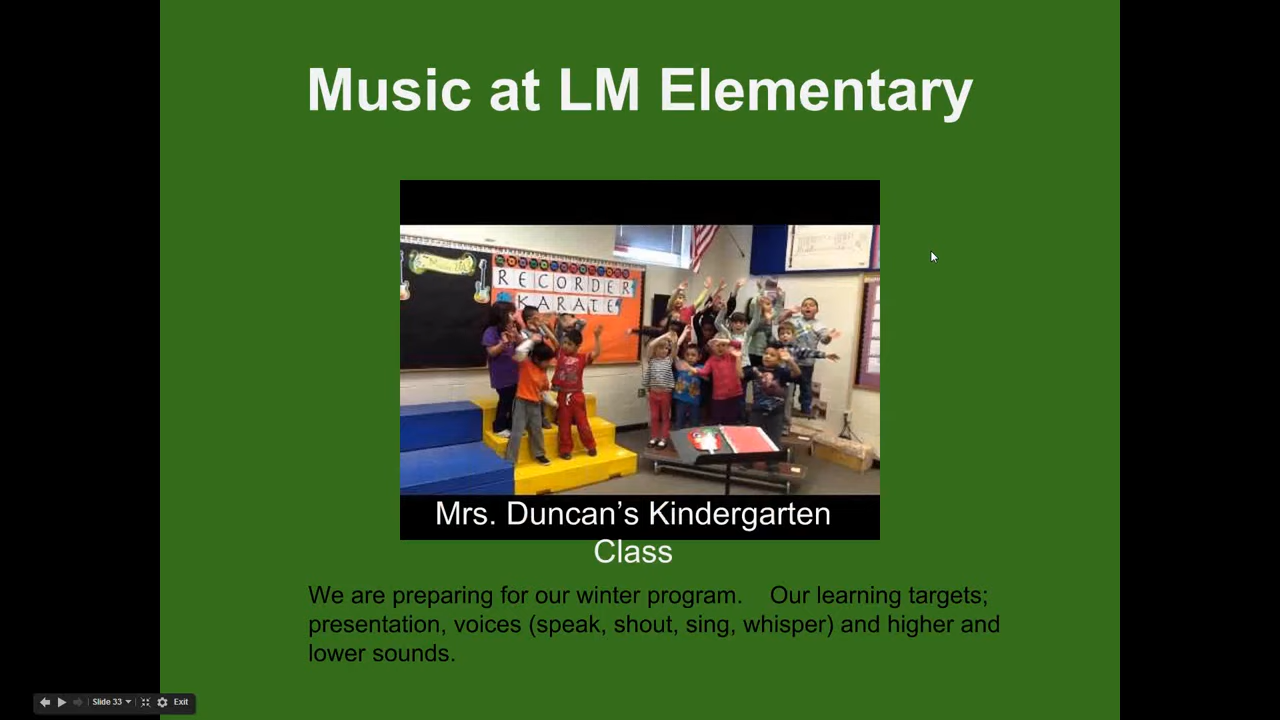 Music at LM Elementary
RECORDER
KARATE
Mrs. Duncan’s Kindergarten
Class
We are preparing for our winter program. Our learning targets;
presentation, voices (speak, shout, sing, whisper) and higher and
lower sounds.
Slide 33
Exit